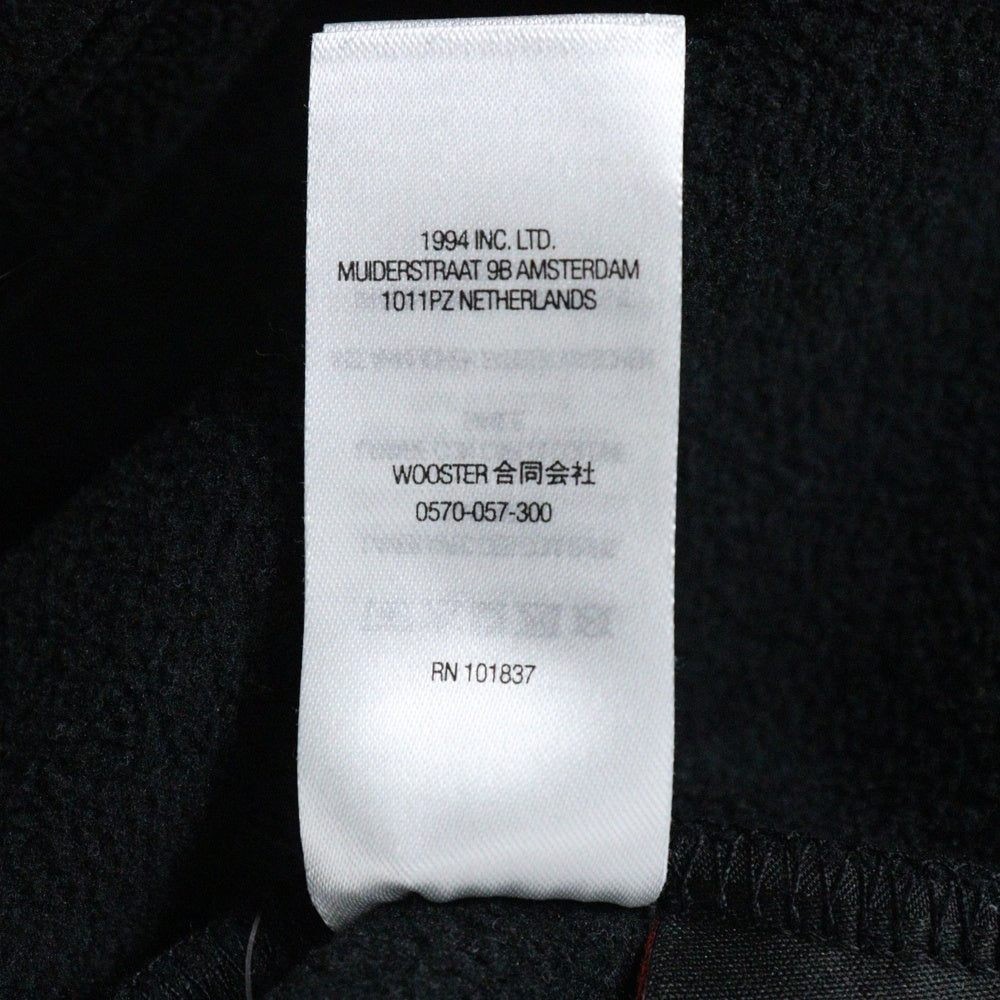 1994 INC. LTD.
MUIDERSTRAAT 9B AMSTERDAM
1011PZ NETHERLANDS
WOOSTER 合同会社
0570-057-300
RN 101837